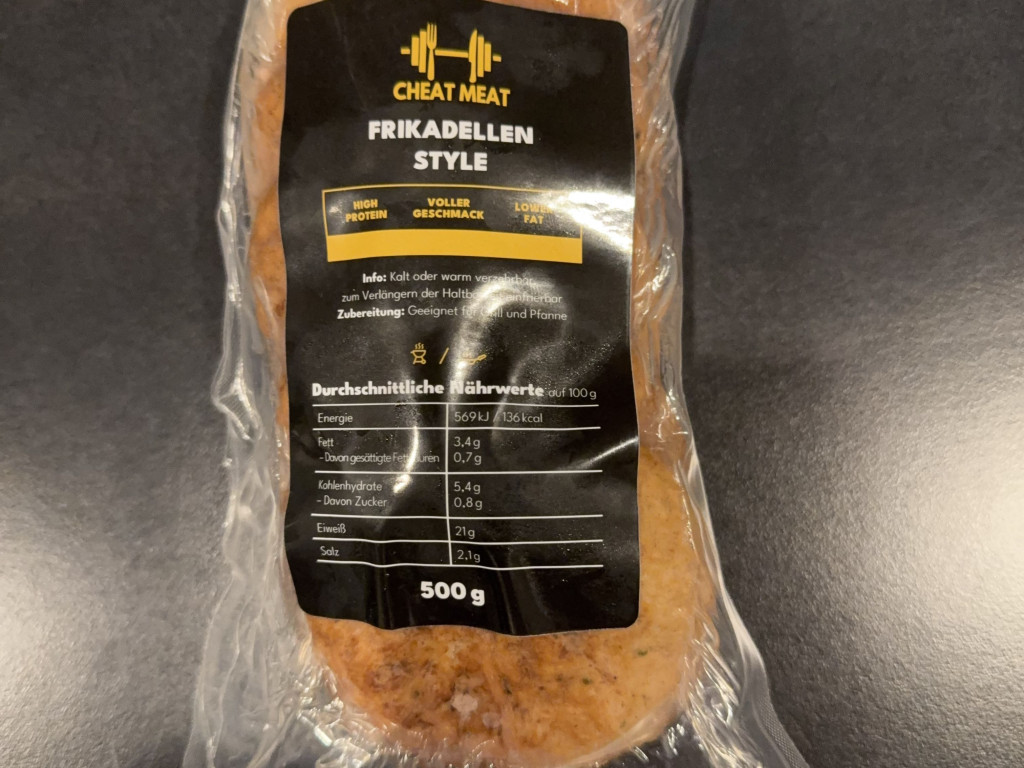 CHEAT MEAT
FRIKADELLEN
STYLE
HIGH
PROTEIN
VOLLER
GESCHMACK
FAT
Info: Kalt oder warm
zum Verlängern der
Zubereitung: Geeignet für Grill und Pfanne
Durchschnittliche Nährwerte auf 100 g
Energie 569 kJ / 136 kcal
Fett 3,4 g
- Davon gesättigte Fettsäuren 0,7 g
Kohlenhydrate 5,4 g
- Davon Zucker 0,8 g
Eiweiß 21 g
Salz 2,1 g
500 g